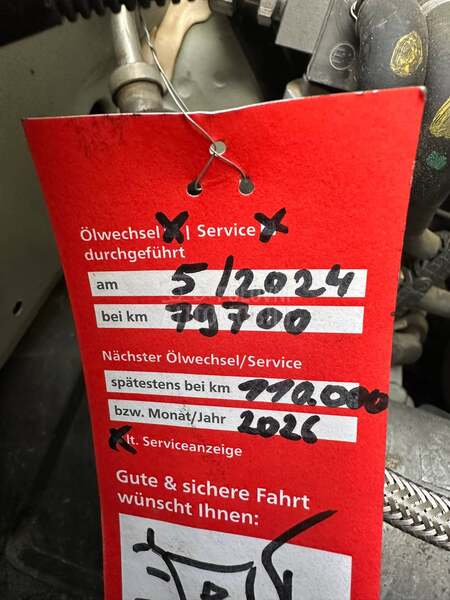 Ölwechsel X | Service X
durchgeführt
am 5/2024
bei km 79700
Nächster Ölwechsel/Service
spätestens bei km 110.000
bzw. Monat/Jahr 2026
X lt. Serviceanzeige
Gute & sichere Fahrt
wünscht Ihnen: